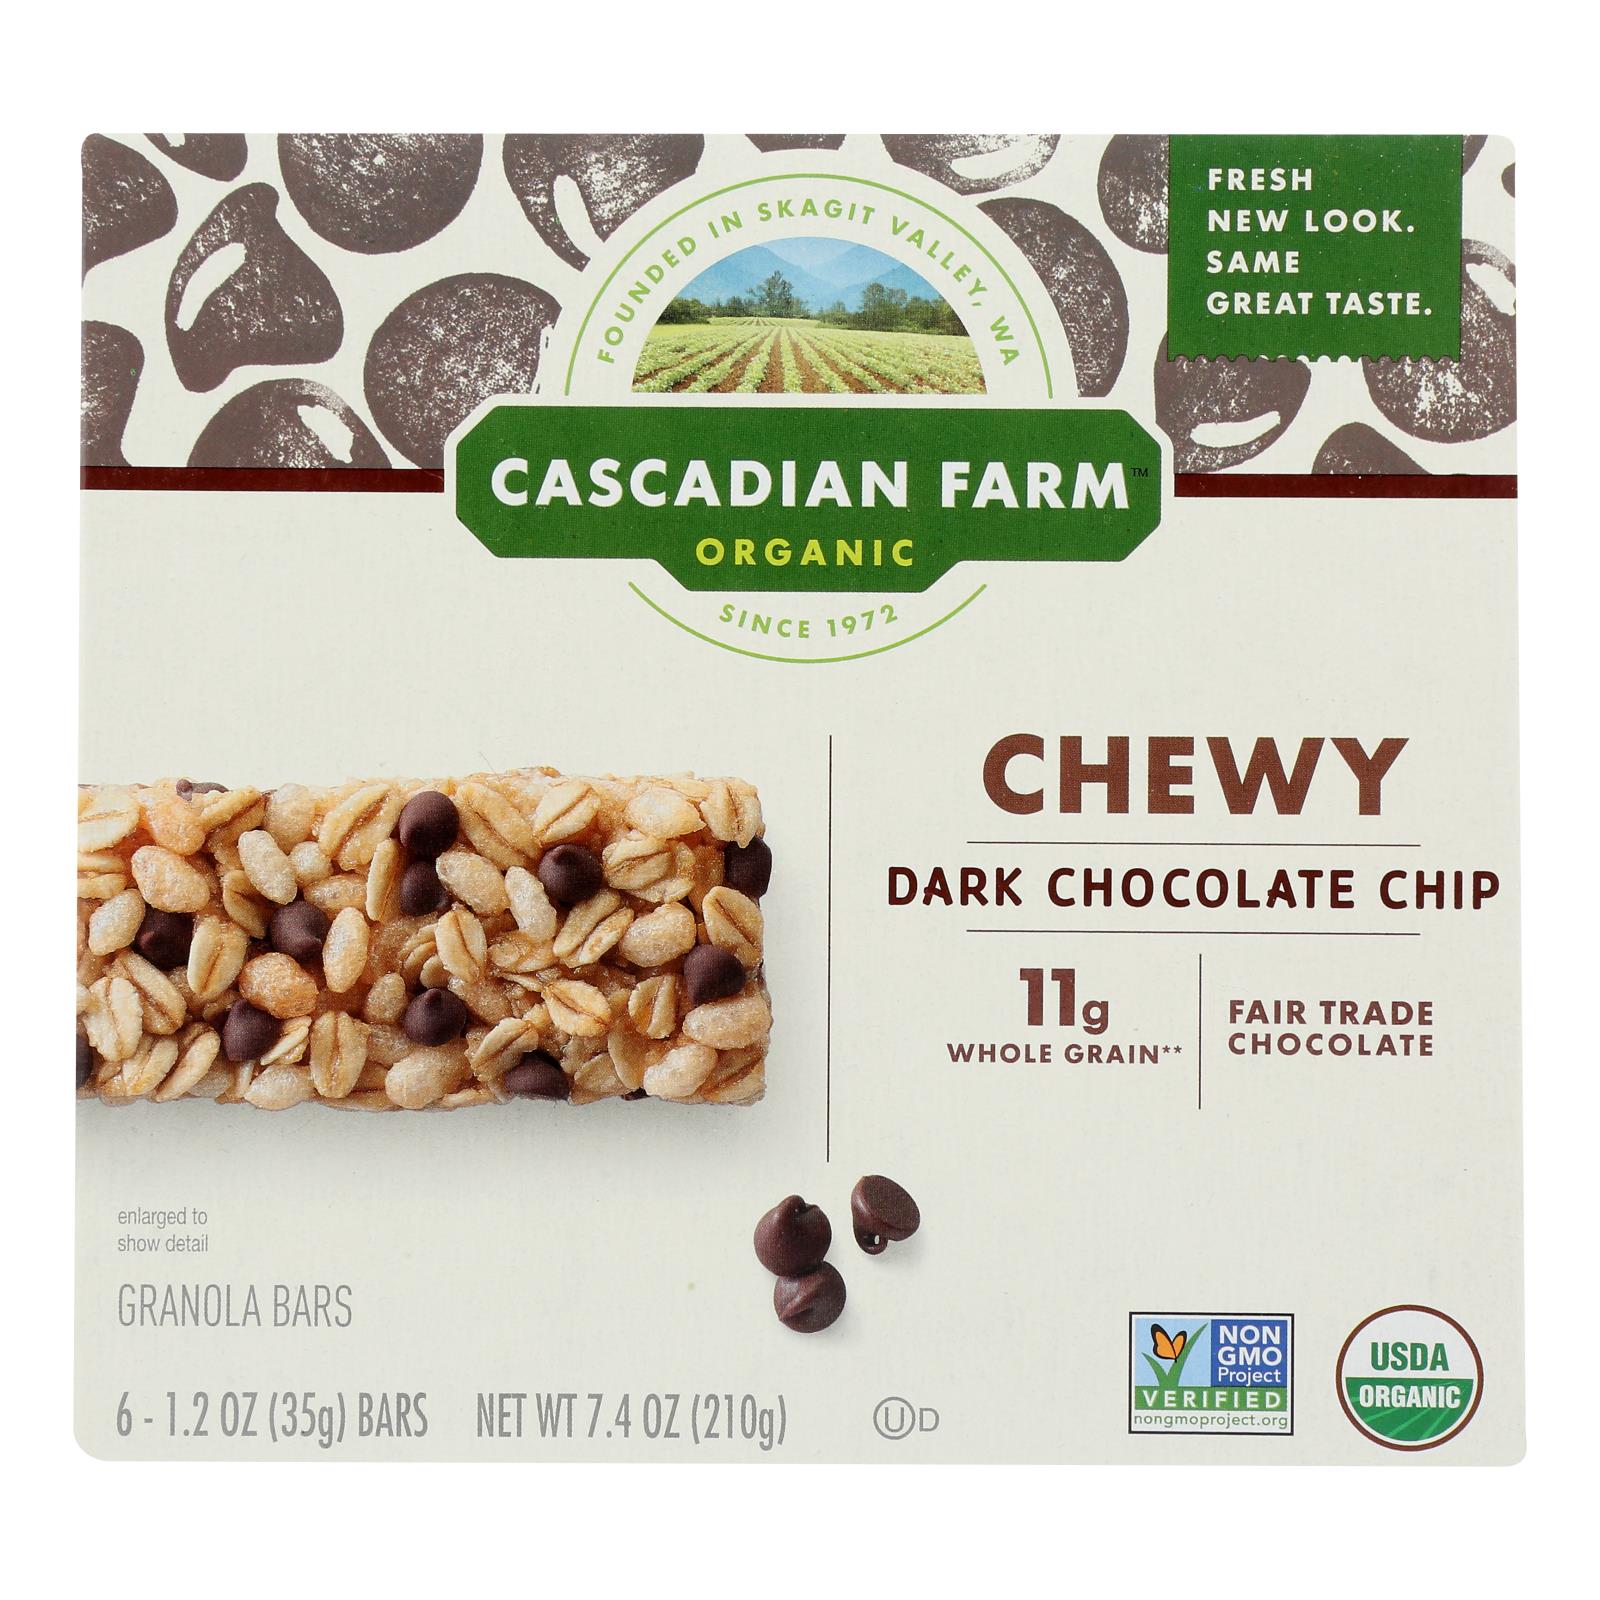 FRESH
NEW LOOK.
SAME
GREAT TASTE.
FOUNDED IN SKAGIT VALLEY, WA
CASCADIAN FARM™
ORGANIC
SINCE 1972
CHEWY
DARK CHOCOLATE CHIP
11g
WHOLE GRAIN**
FAIR TRADE
CHOCOLATE
enlarged to
show detail
GRANOLA BARS
6 - 1.2 OZ (35g) BARS NET WT 7.4 OZ (210g)
UD
NON
GMO
Project
VERIFIED
nongmoproject.org
USDA
ORGANIC